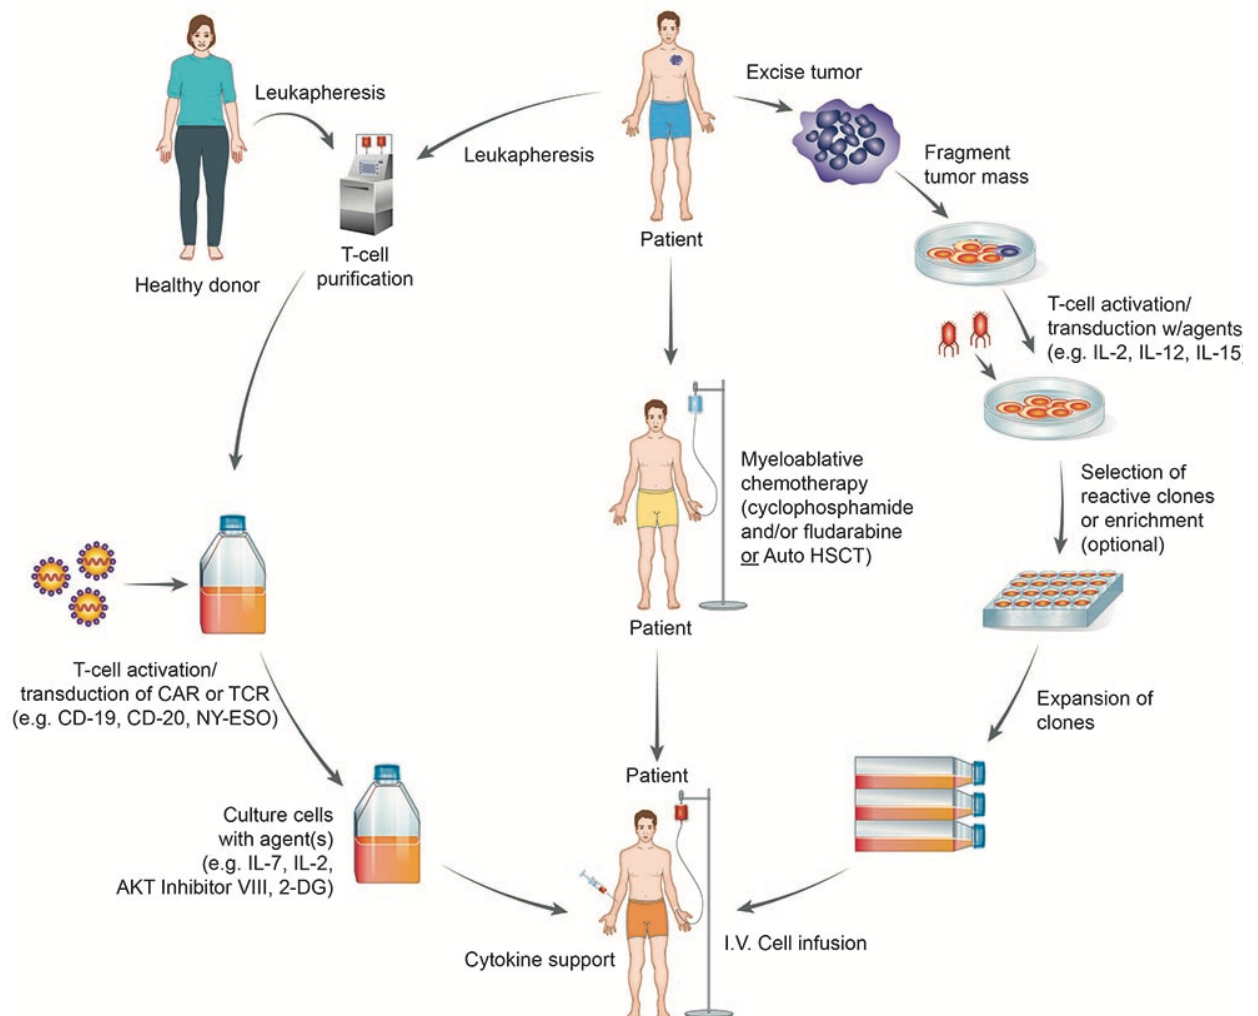 Leukapheresis
Healthy donor
T-cell
purification
Leukapheresis
Patient
Excise tumor
Fragment
tumor mass
T-cell activation/
transduction w/agents
(e.g. IL-2, IL-12, IL-15)
Selection of
reactive clones
or enrichment
(optional)
Expansion of
clones
Myeloablative
chemotherapy
(cyclophosphamide
and/or fludarabine
or Auto HSCT)
Patient
T-cell activation/
transduction of CAR or TCR
(e.g. CD-19, CD-20, NY-ESO)
Culture cells
with agent(s)
(e.g. IL-7, IL-2,
AKT Inhibitor VIII, 2-DG)
Patient
Cytokine support
I.V. Cell infusion